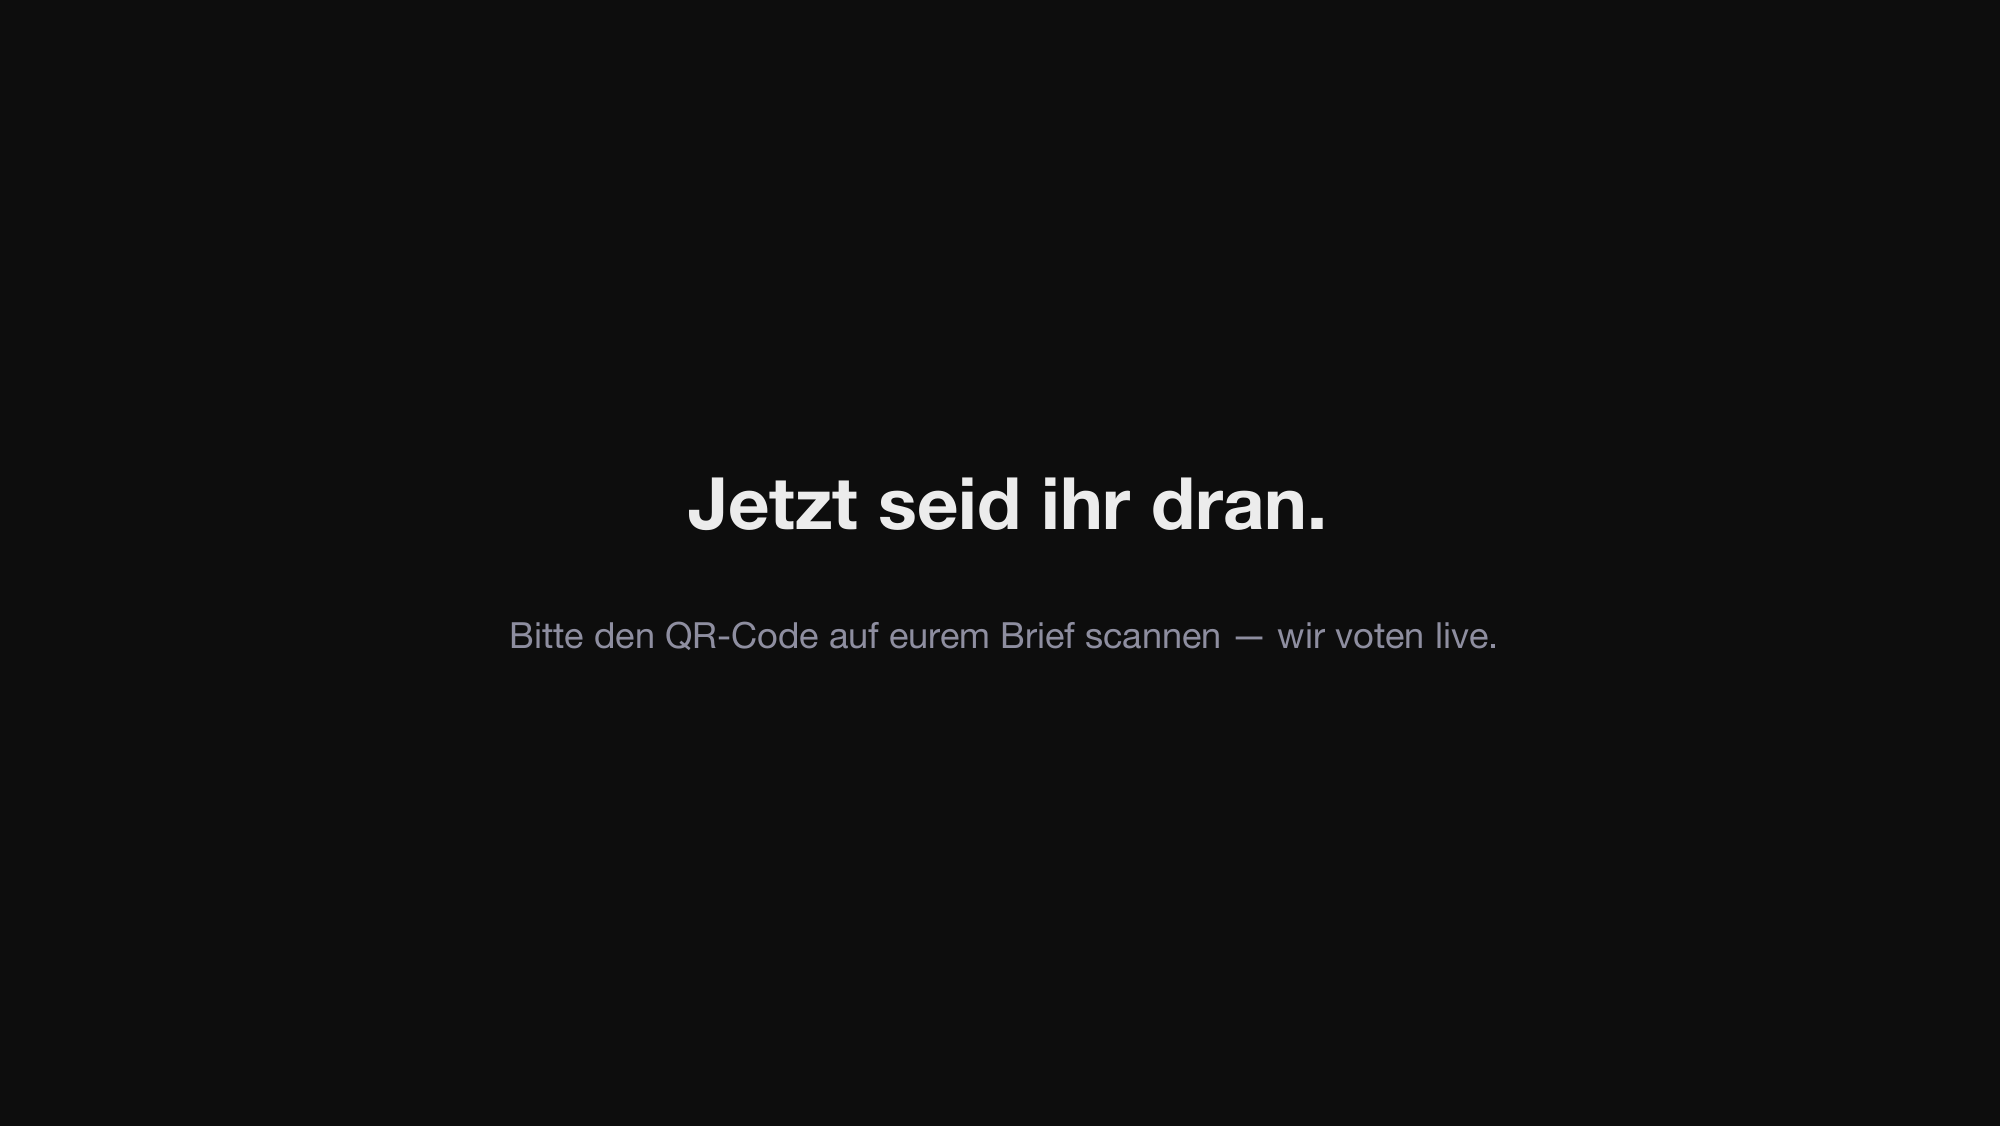 Jetzt seid ihr dran.
Bitte den QR-Code auf eurem Brief scannen — wir voten live.